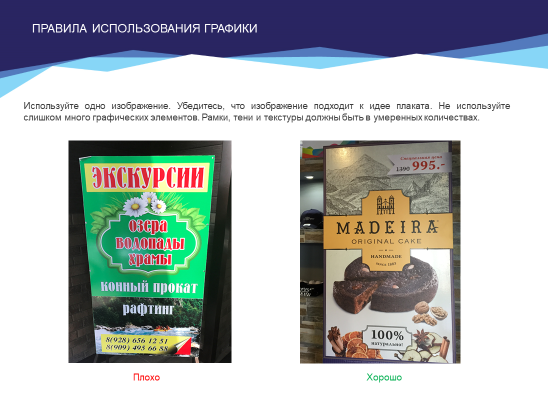 ПРАВИЛА ИСПОЛЬЗОВАНИЯ ГРАФИКИ
Используйте одно изображение. Убедитесь, что изображение подходит к идее плаката. Не используйте
слишком много графических элементов. Рамки, тени и текстуры должны быть в умеренных количествах.
ЭКСКУРСИИ
озера
водопады
храмы
конный прокат
рафтинг
8(928) 656 12 51
8(909) 495 66 88
Специальная цена
1390 995.-
MADEIRA
ORIGINAL CAKE
HANDMADE
since 1885
100%
натурально!
Плохо
Хорошо